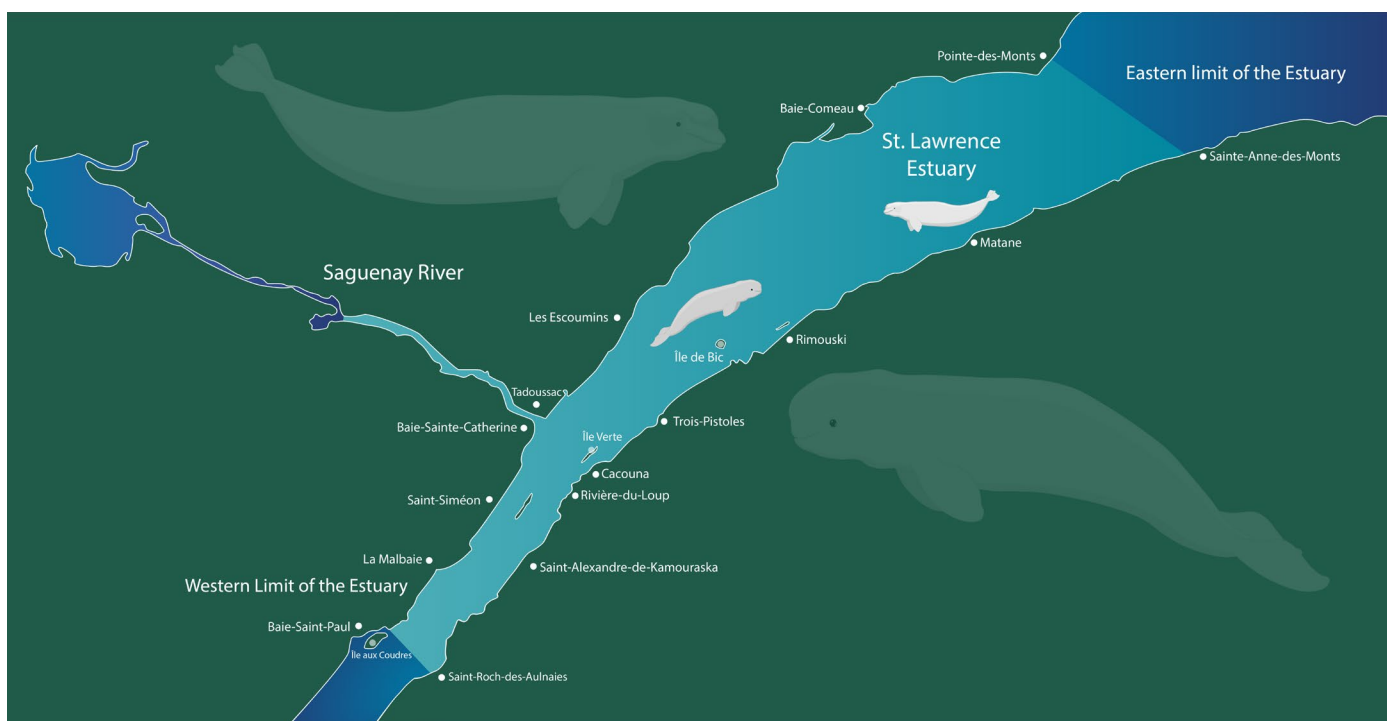 Pointe-des-Monts
Eastern limit of the Estuary
Baie-Comeau
St. Lawrence
Estuary
Sainte-Anne-des-Monts
Matane
Saguenay River
Les Escoumins
Rimouski
Île de Bic
Tadoussac
Baie-Sainte-Catherine
Trois-Pistoles
Île Verte
Cacouna
Saint-Siméon
Rivière-du-Loup
La Malbaie
Saint-Alexandre-de-Kamouraska
Western Limit of the Estuary
Baie-Saint-Paul
Île aux Coudres
Saint-Roch-des-Aulnaies